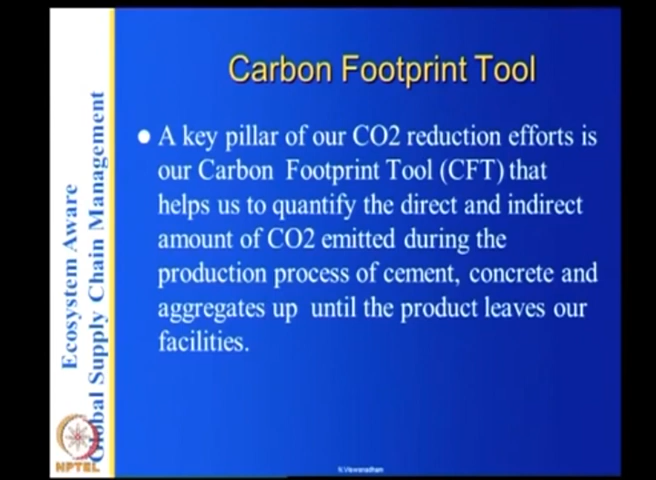 Carbon Footprint Tool
● A key pillar of our CO2 reduction efforts is
our Carbon Footprint Tool (CFT) that
helps us to quantify the direct and indirect
amount of CO2 emitted during the
production process of cement, concrete and
aggregates up until the product leaves our
facilities.
Ecosystem Aware
Global Supply Chain Management
NPTEL
N.Viswanadham